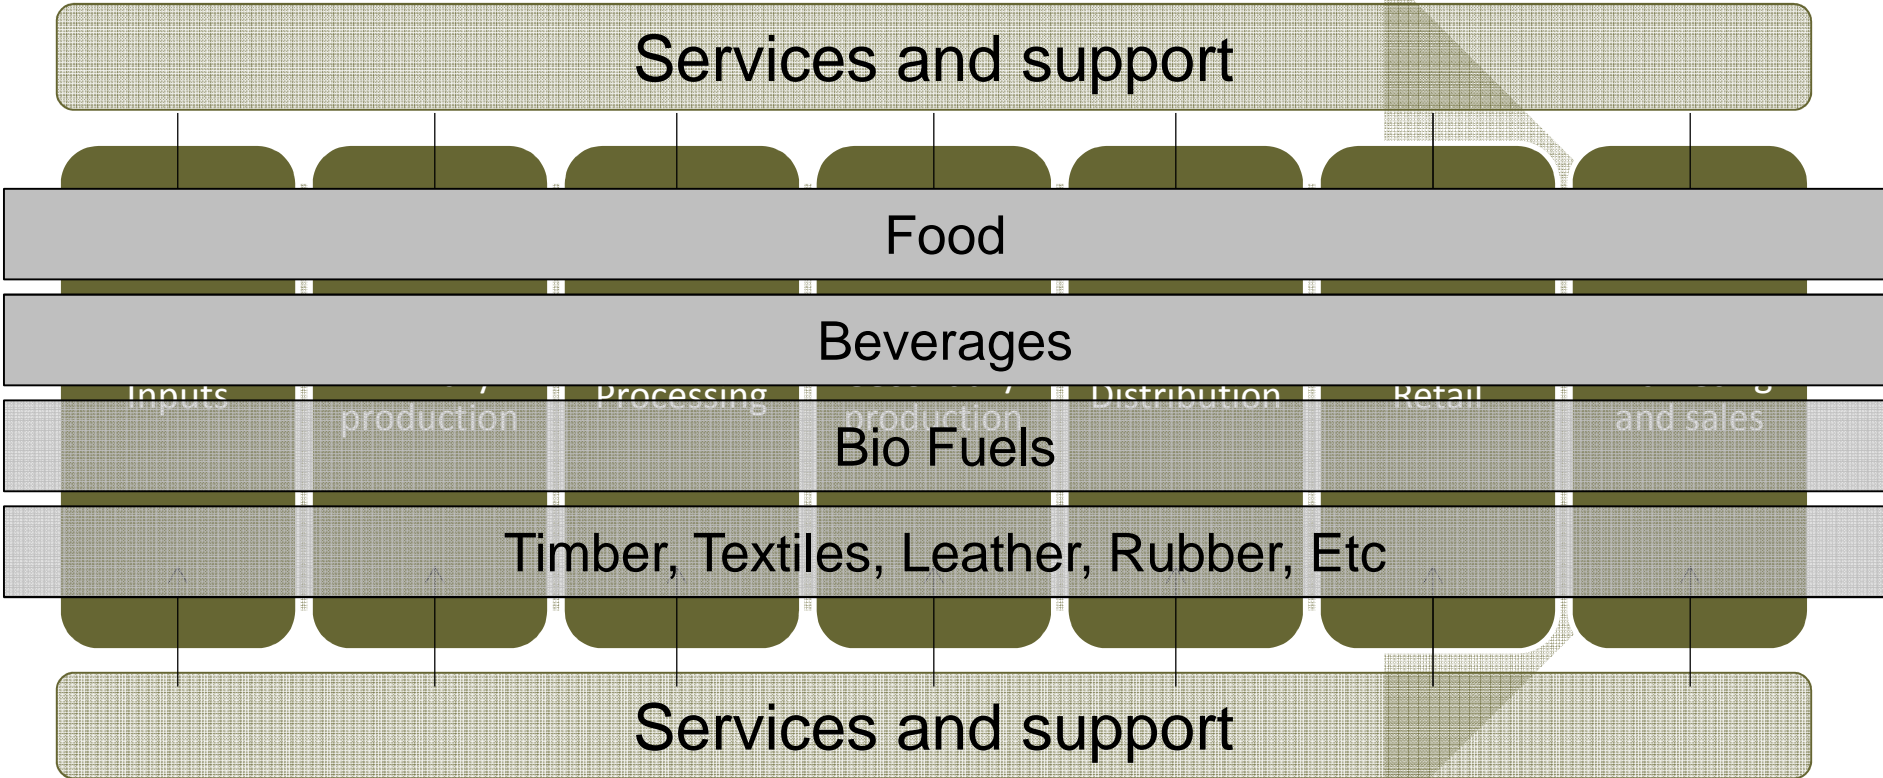 Services and support
Food
Beverages
Inputs
production
Processing
production
Distribution
Retail
and sales
Bio Fuels
Timber, Textiles, Leather, Rubber, Etc
Services and support